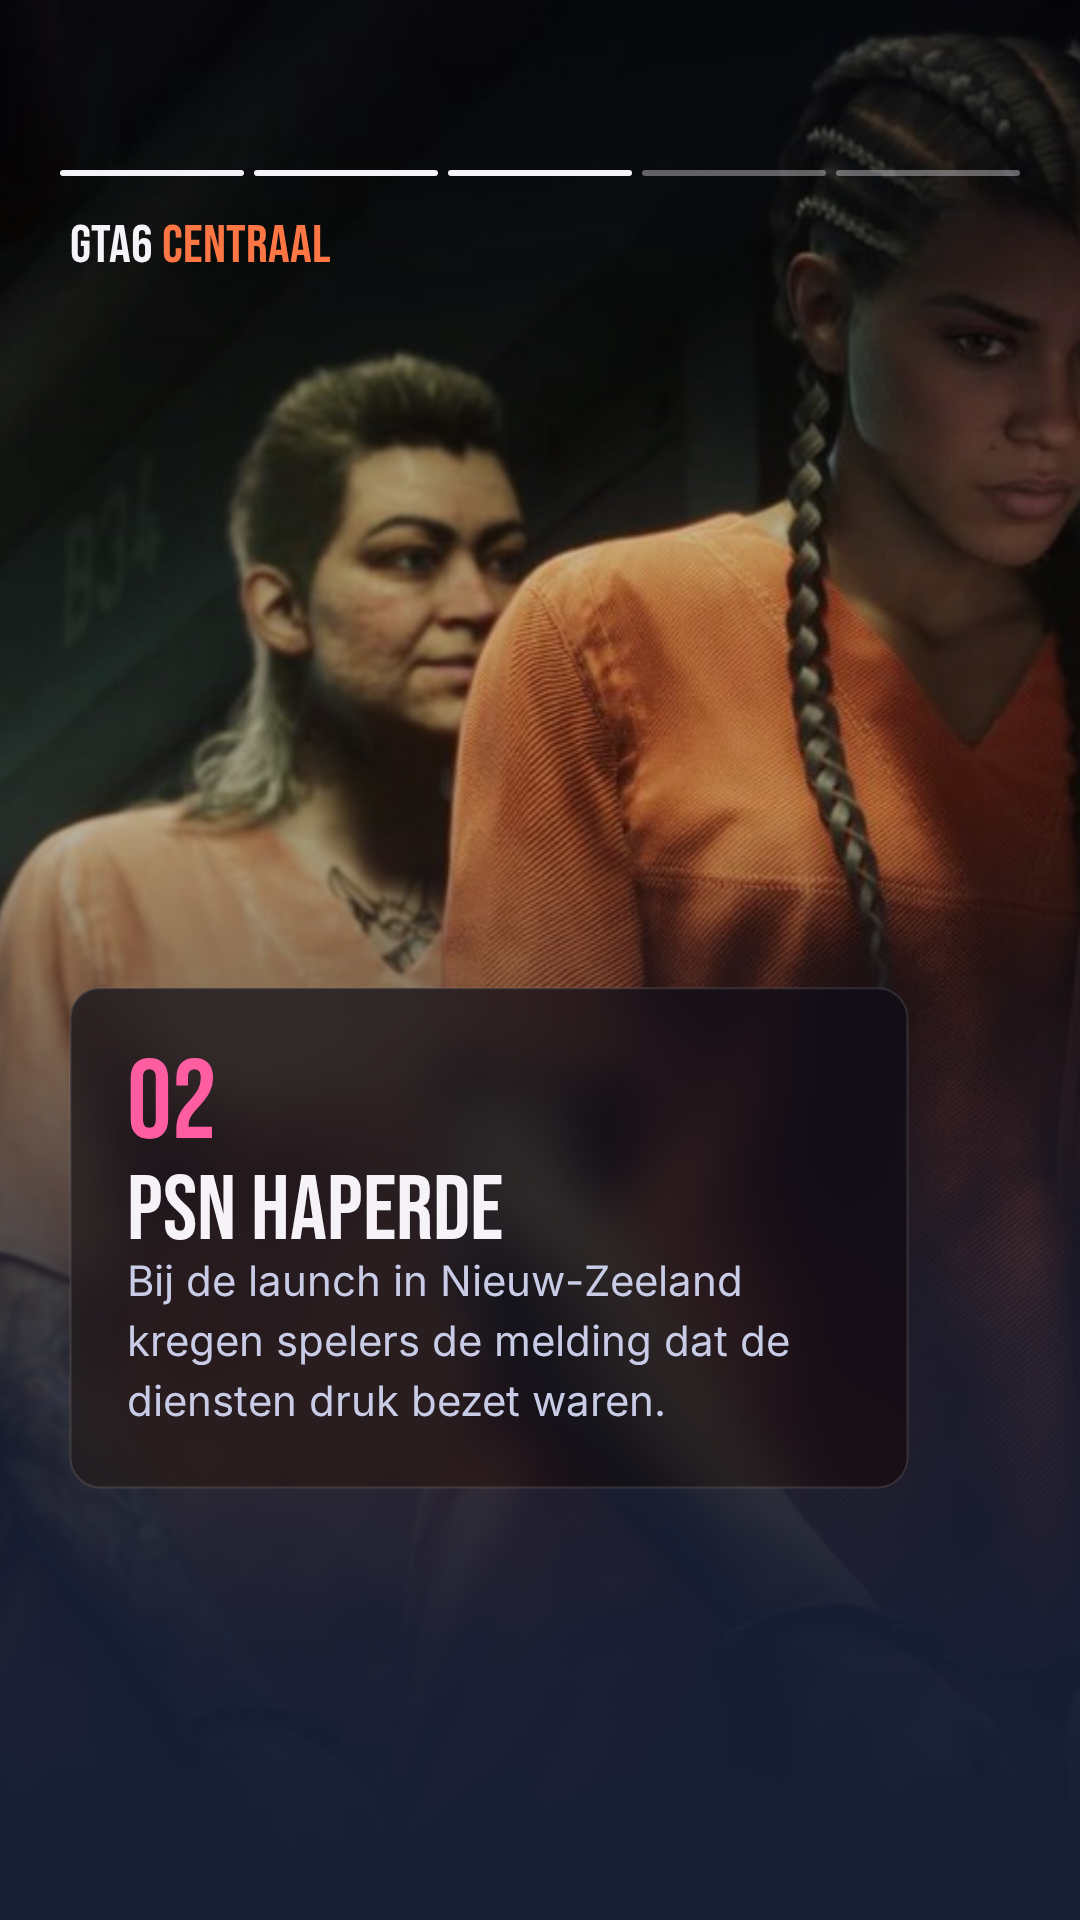 GTA6 CENTRAAL
B34
02
PSN HAPERDE
Bij de launch in Nieuw-Zeeland
kregen spelers de melding dat de
diensten druk bezet waren.